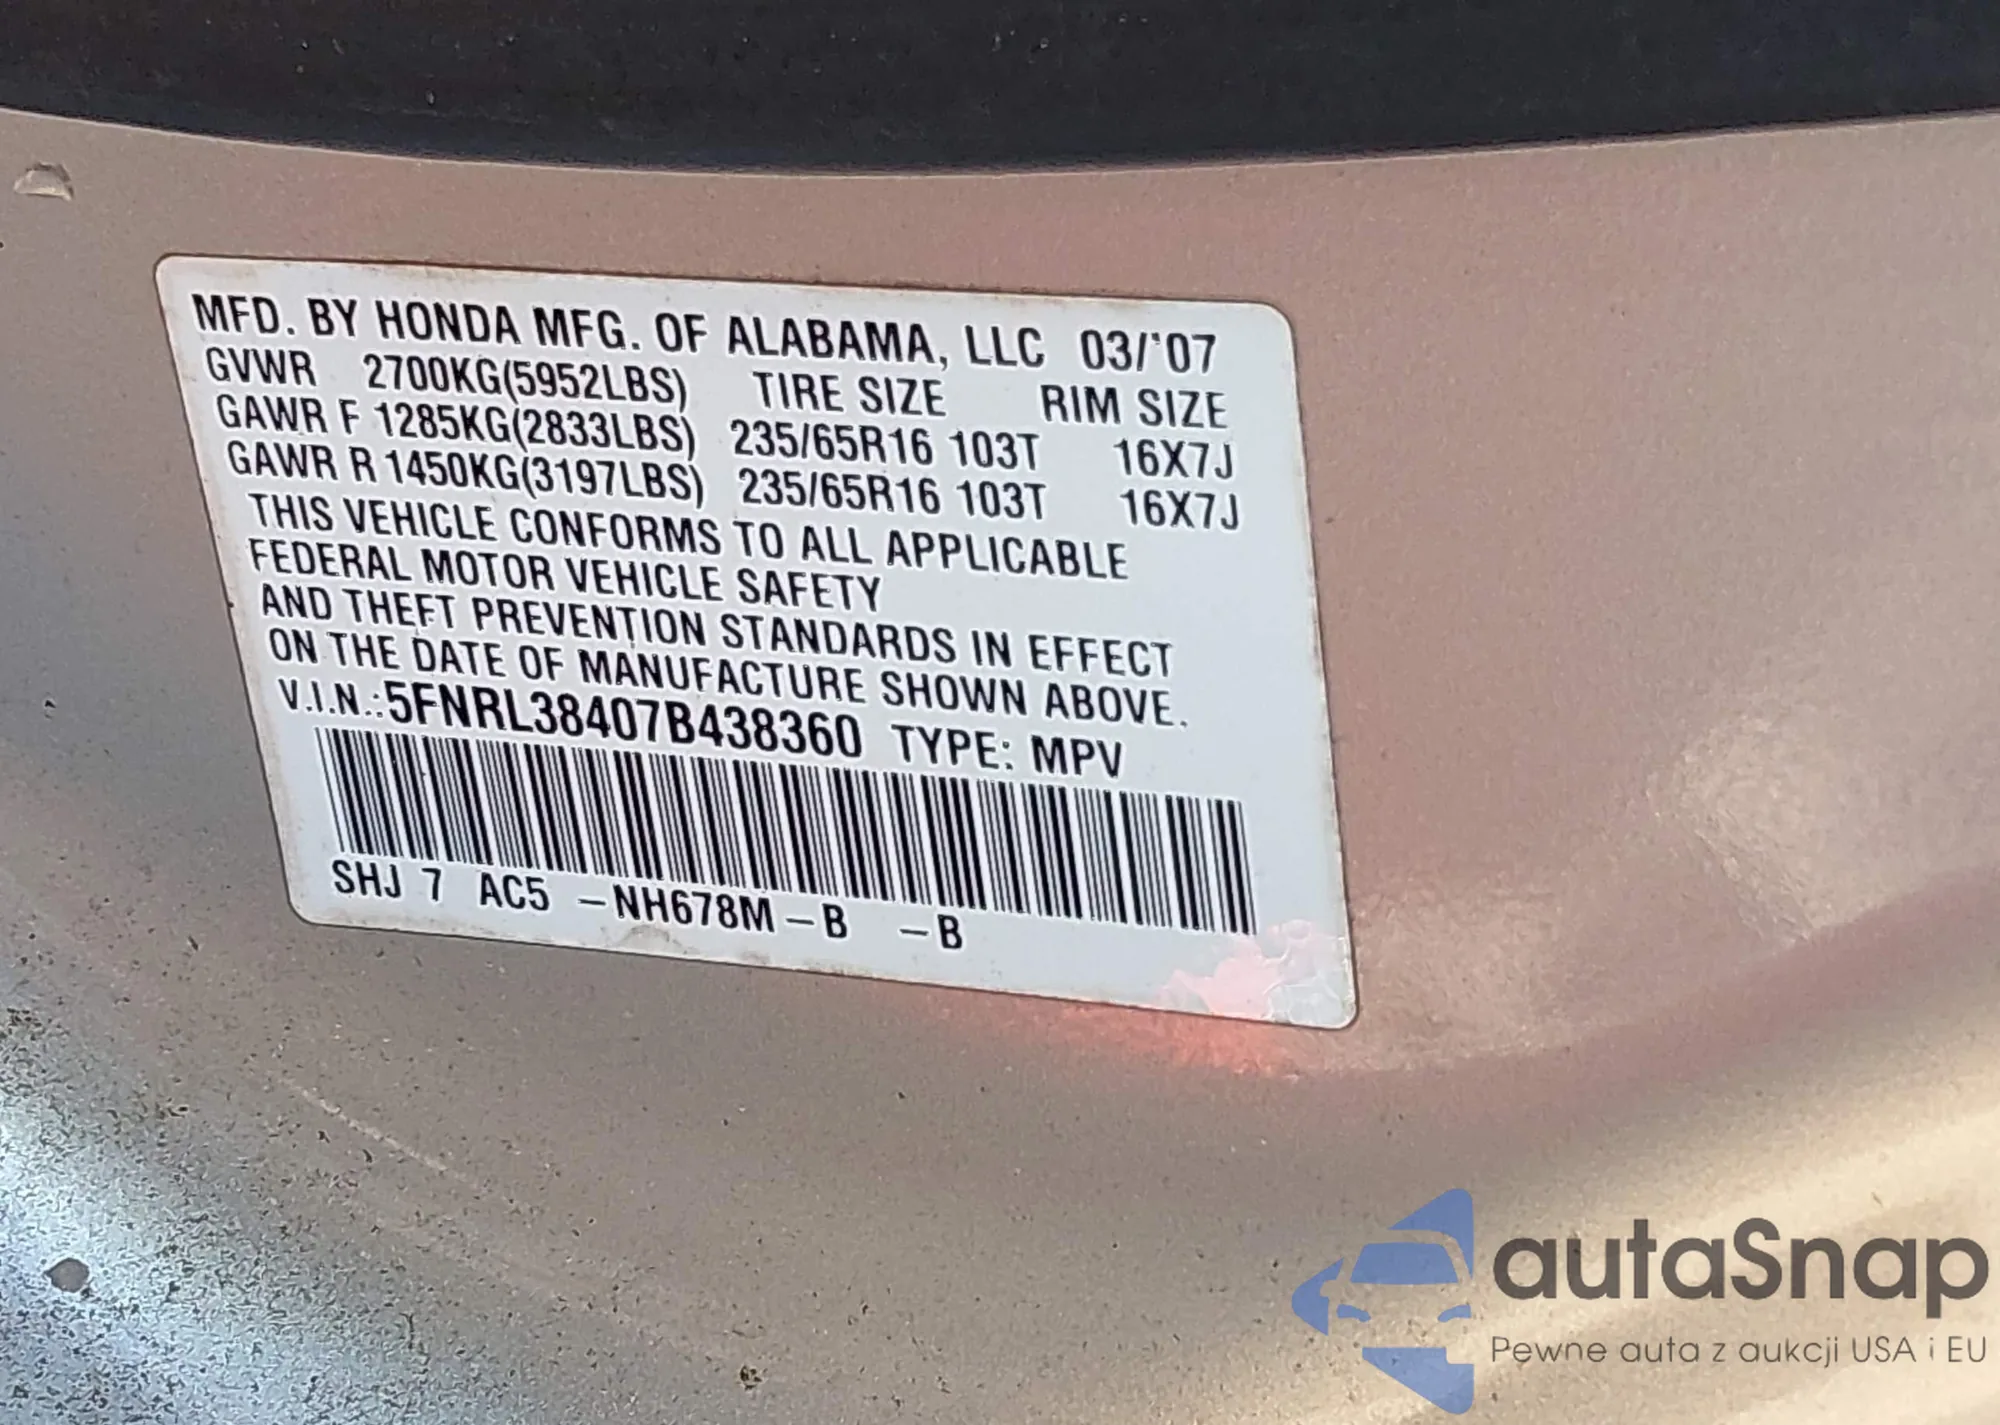 MFD. BY HONDA MFG. OF ALABAMA, LLC 03/'07
GVWR 2700KG(5952LBS) TIRE SIZE RIM SIZE
GAWR F 1285KG(2833LBS) 235/65R16 103T 16X7J
GAWR R 1450KG(3197LBS) 235/65R16 103T 16X7J
THIS VEHICLE CONFORMS TO ALL APPLICABLE
FEDERAL MOTOR VEHICLE SAFETY
AND THEFT PREVENTION STANDARDS IN EFFECT
ON THE DATE OF MANUFACTURE SHOWN ABOVE.
V.I.N.:5FNRL38407B438360 TYPE: MPV
SHJ 7 AC5 –NH678M–B –B
autaSnap
Pewne auta z aukcji USA i EU